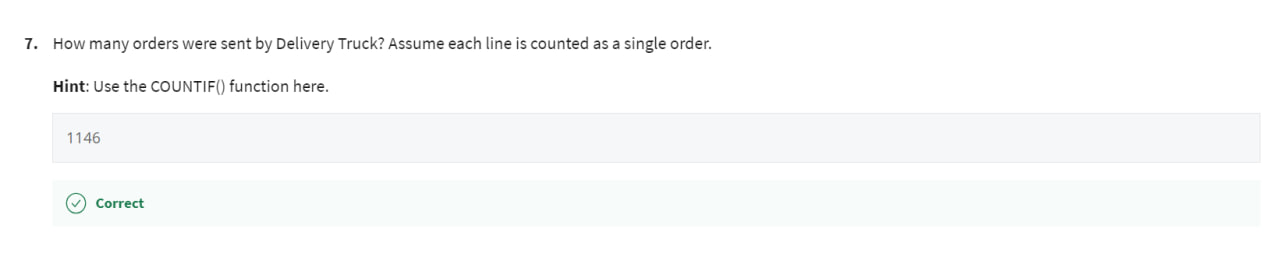 7. How many orders were sent by Delivery Truck? Assume each line is counted as a single order.
Hint: Use the COUNTIF() function here.
1146
Correct